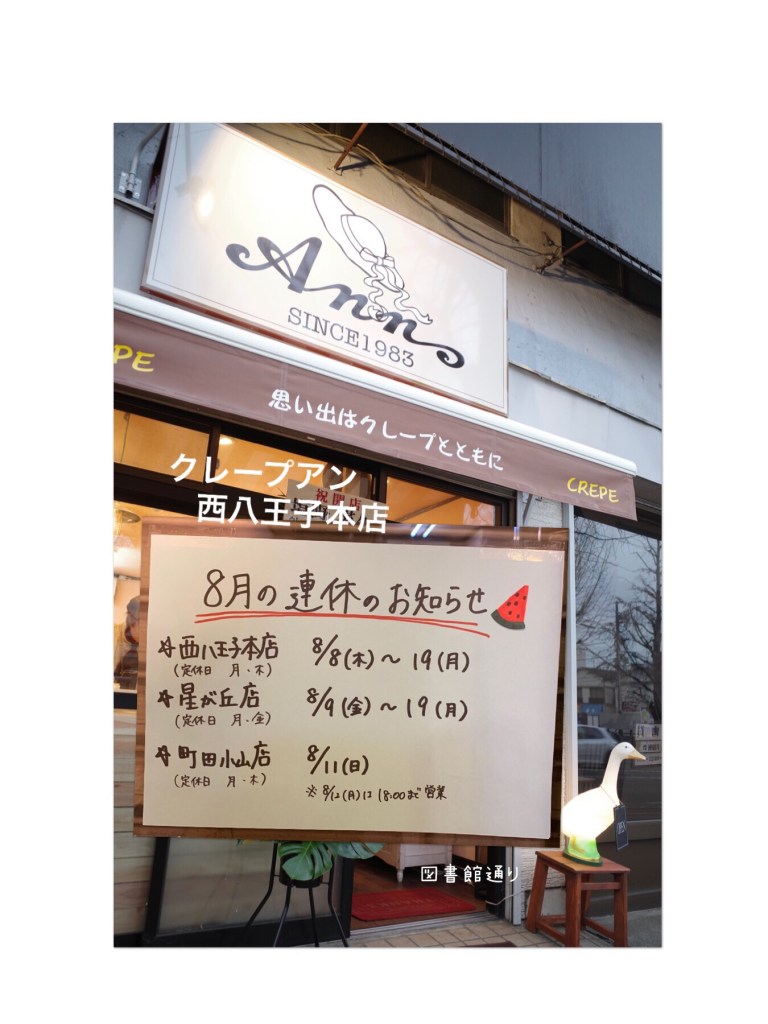 Ann
SINCE1983
PE
思い出はクレープとともに
CREPE
クレープアン
西八王子本店
祝開店
8月の連休のお知らせ
西八王子本店 8/8(木)〜19(月)
(定休日 月・木)
星が丘店 8/9(金)〜19(月)
(定休日 月・金)
町田小山店 8/11(日)
(定休日 月・木)
※8/12(月)は18:00まで営業
図書館通り